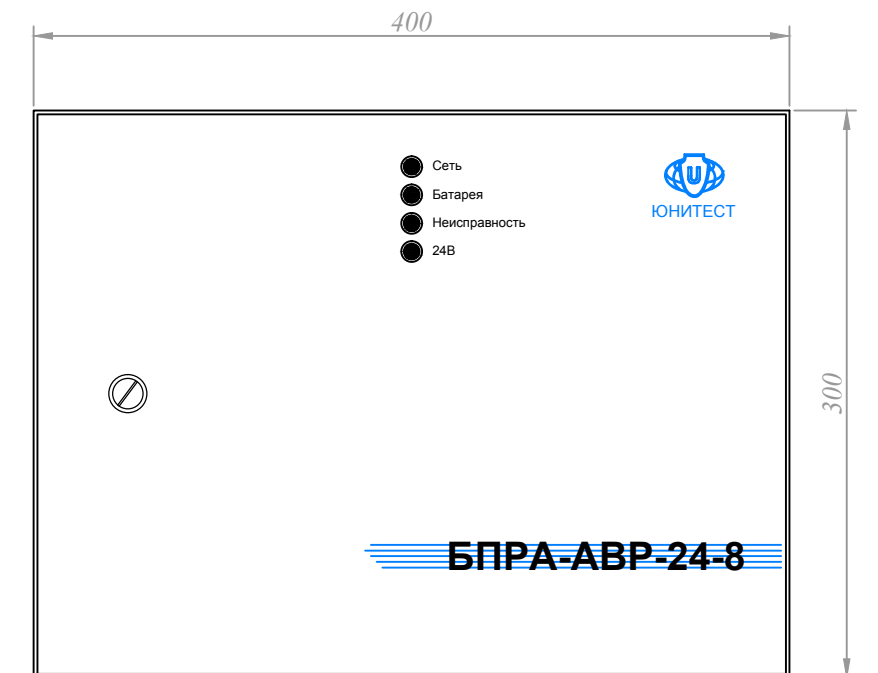 400
Сеть
Батарея
Неисправность
24В
U
ЮНИТЕСТ
300
БПРА-АВР-24-8